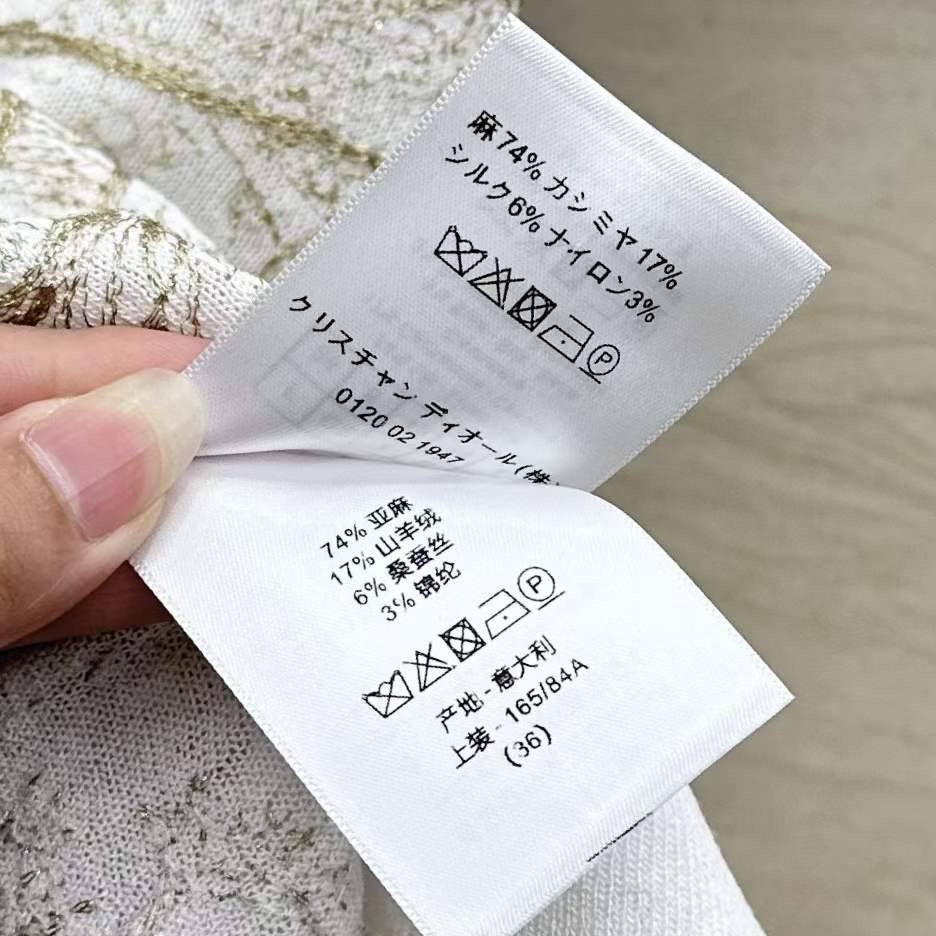 麻74% カシミヤ17%
シルク6% ナイロン3%
P
クリスチャン ディオール(株)
0120 02 1947
74% 亚麻
17% 山羊绒
6% 桑蚕丝
3% 锦纶
P
产地 - 意大利
上装 - 165/84A
(36)